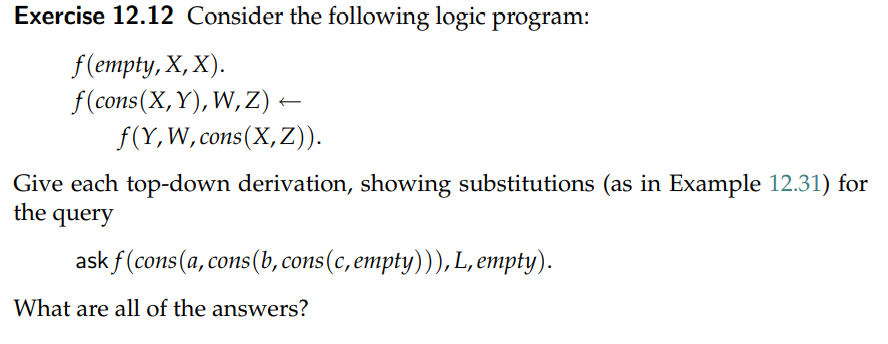 Exercise 12.12 Consider the following logic program:
f(empty, X, X).
f(cons(X, Y), W, Z) ←
f(Y, W, cons(X, Z)).
Give each top-down derivation, showing substitutions (as in Example 12.31) for
the query
ask f(cons(a, cons(b, cons(c, empty))), L, empty).
What are all of the answers?